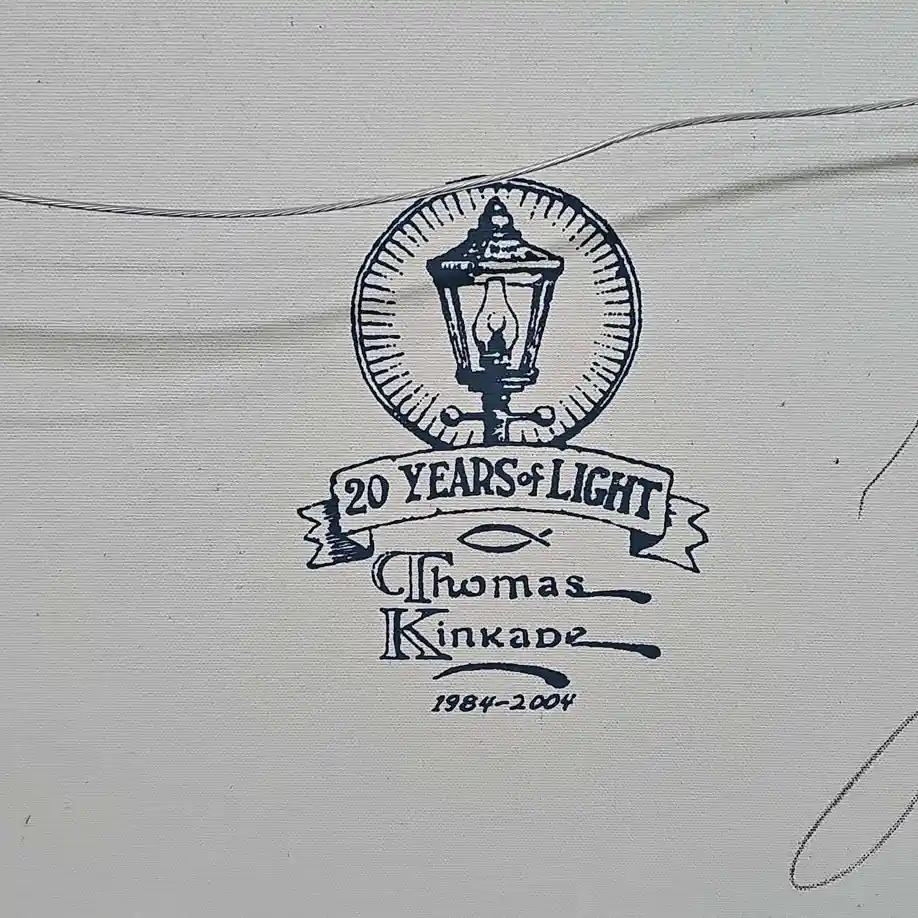 20 YEARS of LIGHT
Thomas
Kinkade
1984-2004